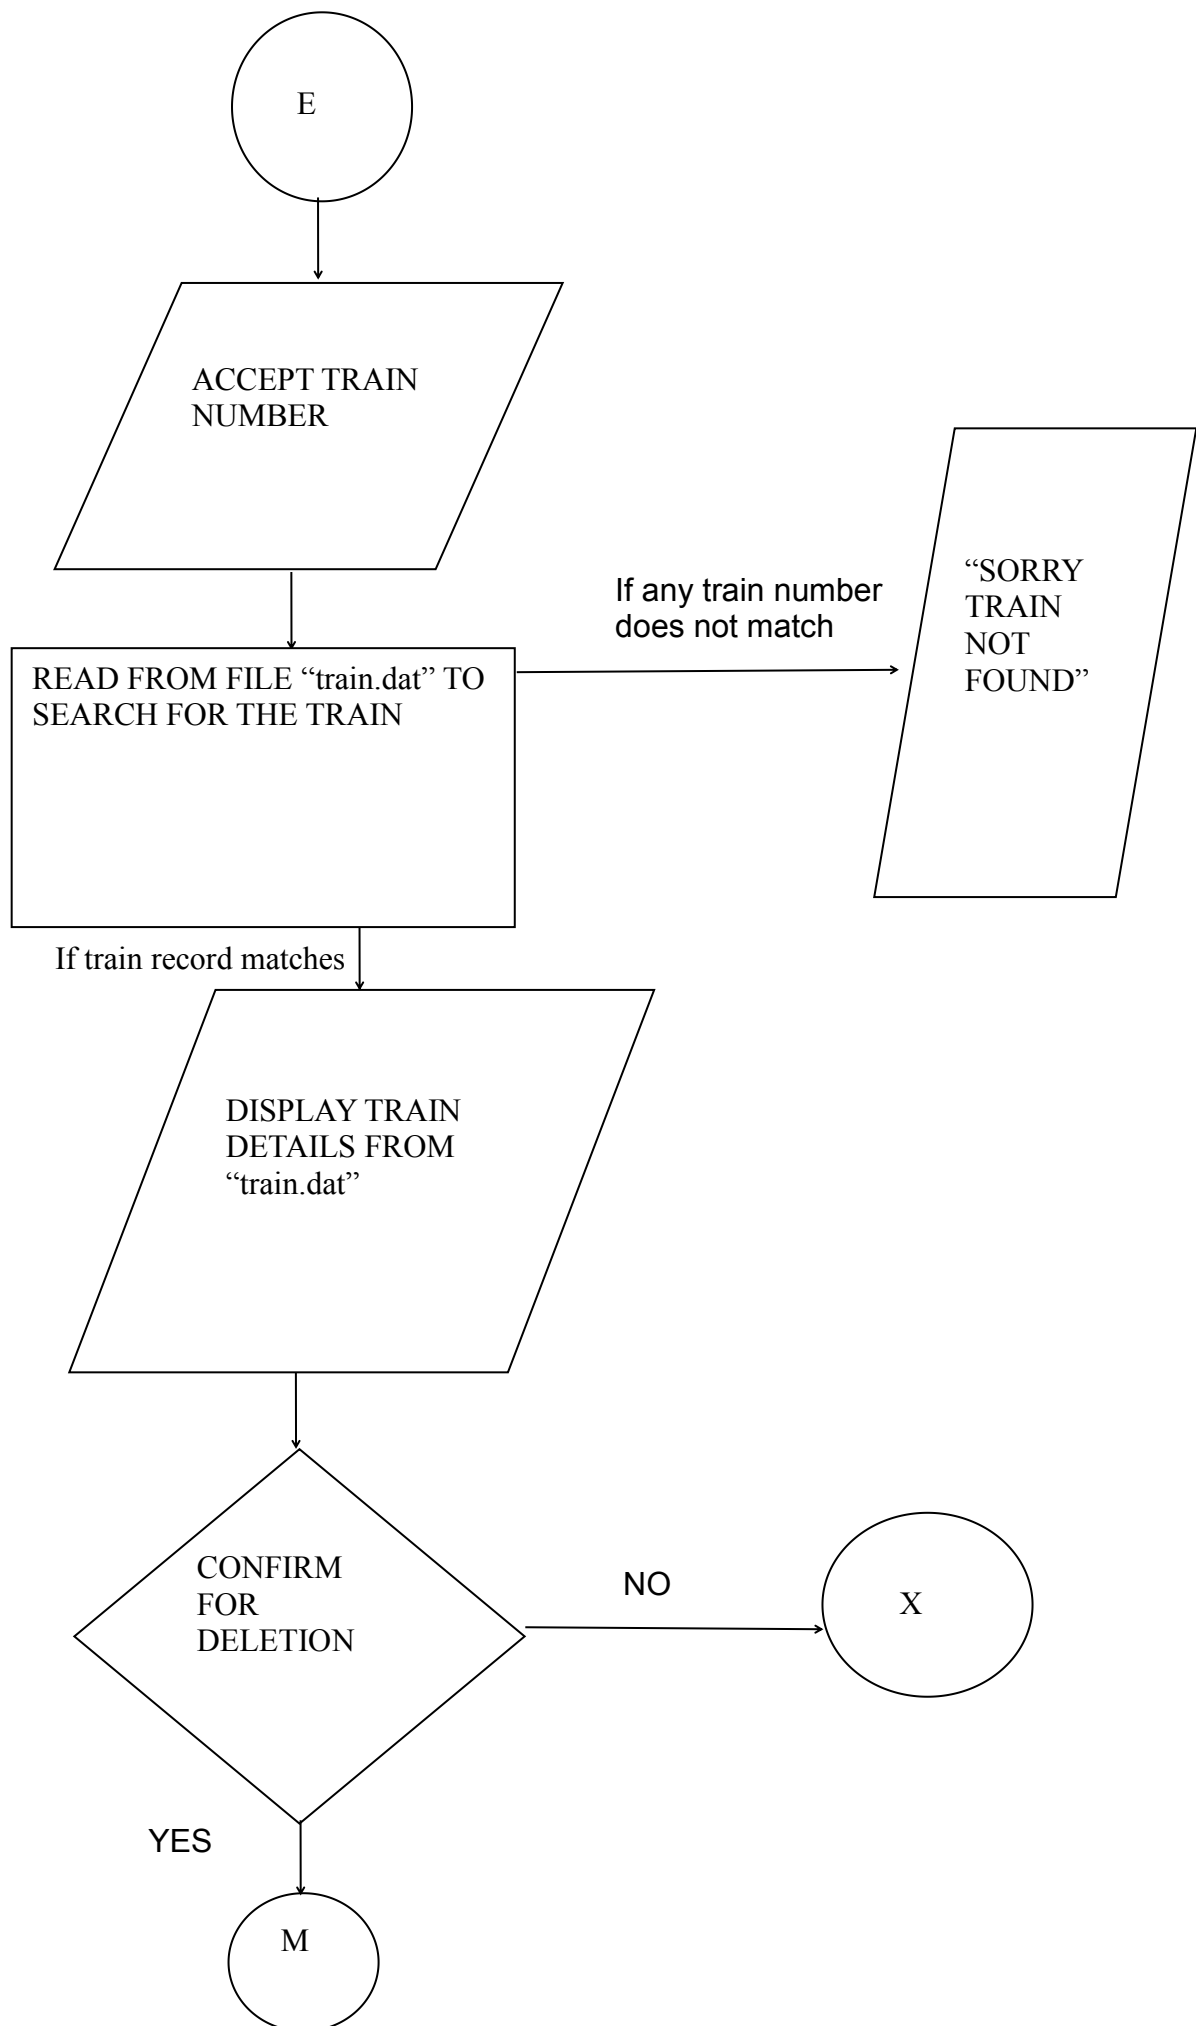 E
ACCEPT TRAIN
NUMBER
If any train number
does not match
“SORRY
TRAIN
NOT
FOUND”
READ FROM FILE “train.dat” TO
SEARCH FOR THE TRAIN
If train record matches
DISPLAY TRAIN
DETAILS FROM
“train.dat”
CONFIRM
FOR
DELETION
NO
X
YES
M